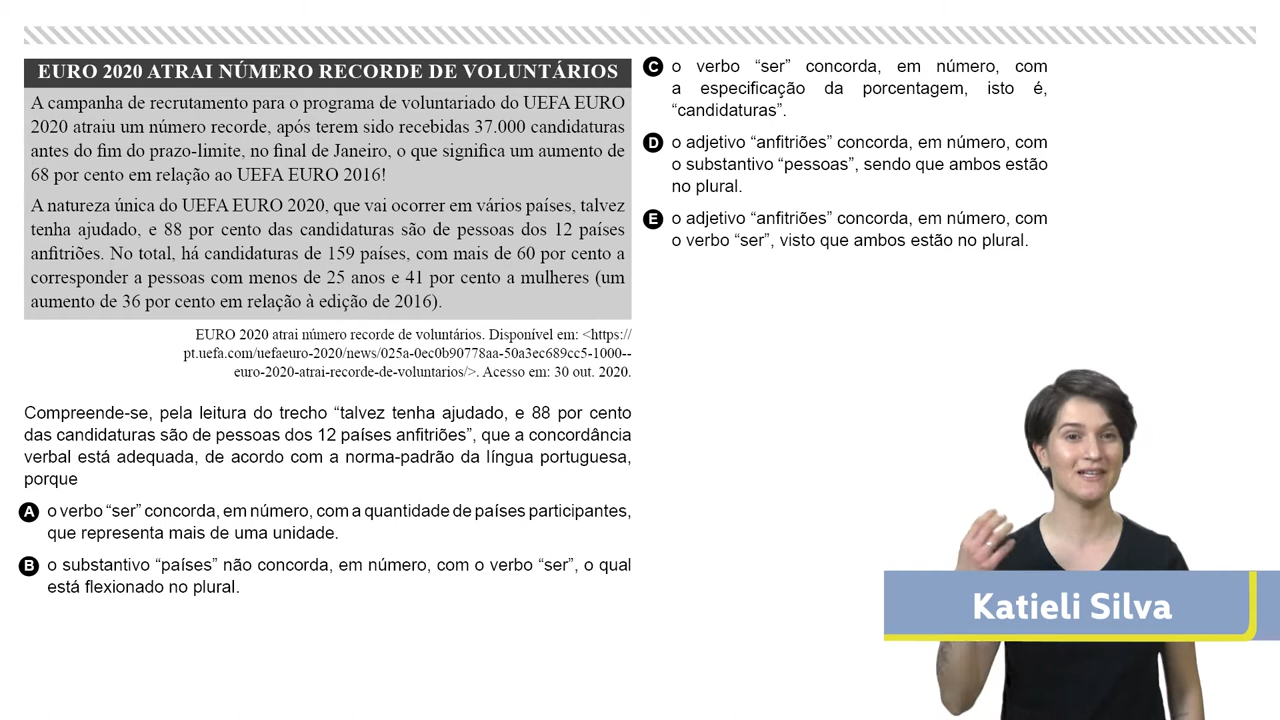 EURO 2020 ATRAI NÚMERO RECORDE DE VOLUNTÁRIOS
A campanha de recrutamento para o programa de voluntariado do UEFA EURO
2020 atraiu um número recorde, após terem sido recebidas 37.000 candidaturas
antes do fim do prazo-limite, no final de Janeiro, o que significa um aumento de
68 por cento em relação ao UEFA EURO 2016!
A natureza única do UEFA EURO 2020, que vai ocorrer em vários países, talvez
tenha ajudado, e 88 por cento das candidaturas são de pessoas dos 12 países
anfitriões. No total, há candidaturas de 159 países, com mais de 60 por cento a
corresponder a pessoas com menos de 25 anos e 41 por cento a mulheres (um
aumento de 36 por cento em relação à edição de 2016).
EURO 2020 atrai número recorde de voluntários. Disponível em: <https://
pt.uefa.com/uefaeuro-2020/news/025a-0ec0b90778aa-50a3ec689cc5-1000--
euro-2020-atrai-recorde-de-voluntarios/>. Acesso em: 30 out. 2020.
Compreende-se, pela leitura do trecho “talvez tenha ajudado, e 88 por cento
das candidaturas são de pessoas dos 12 países anfitriões”, que a concordância
verbal está adequada, de acordo com a norma-padrão da língua portuguesa,
porque
A o verbo “ser” concorda, em número, com a quantidade de países participantes,
que representa mais de uma unidade.
B o substantivo “países” não concorda, em número, com o verbo “ser”, o qual
está flexionado no plural.
C o verbo “ser” concorda, em número, com
a especificação da porcentagem, isto é,
“candidaturas”.
D o adjetivo “anfitriões” concorda, em número, com
o substantivo “pessoas”, sendo que ambos estão
no plural.
E o adjetivo “anfitriões” concorda, em número, com
o verbo “ser”, visto que ambos estão no plural.
Katieli Silva